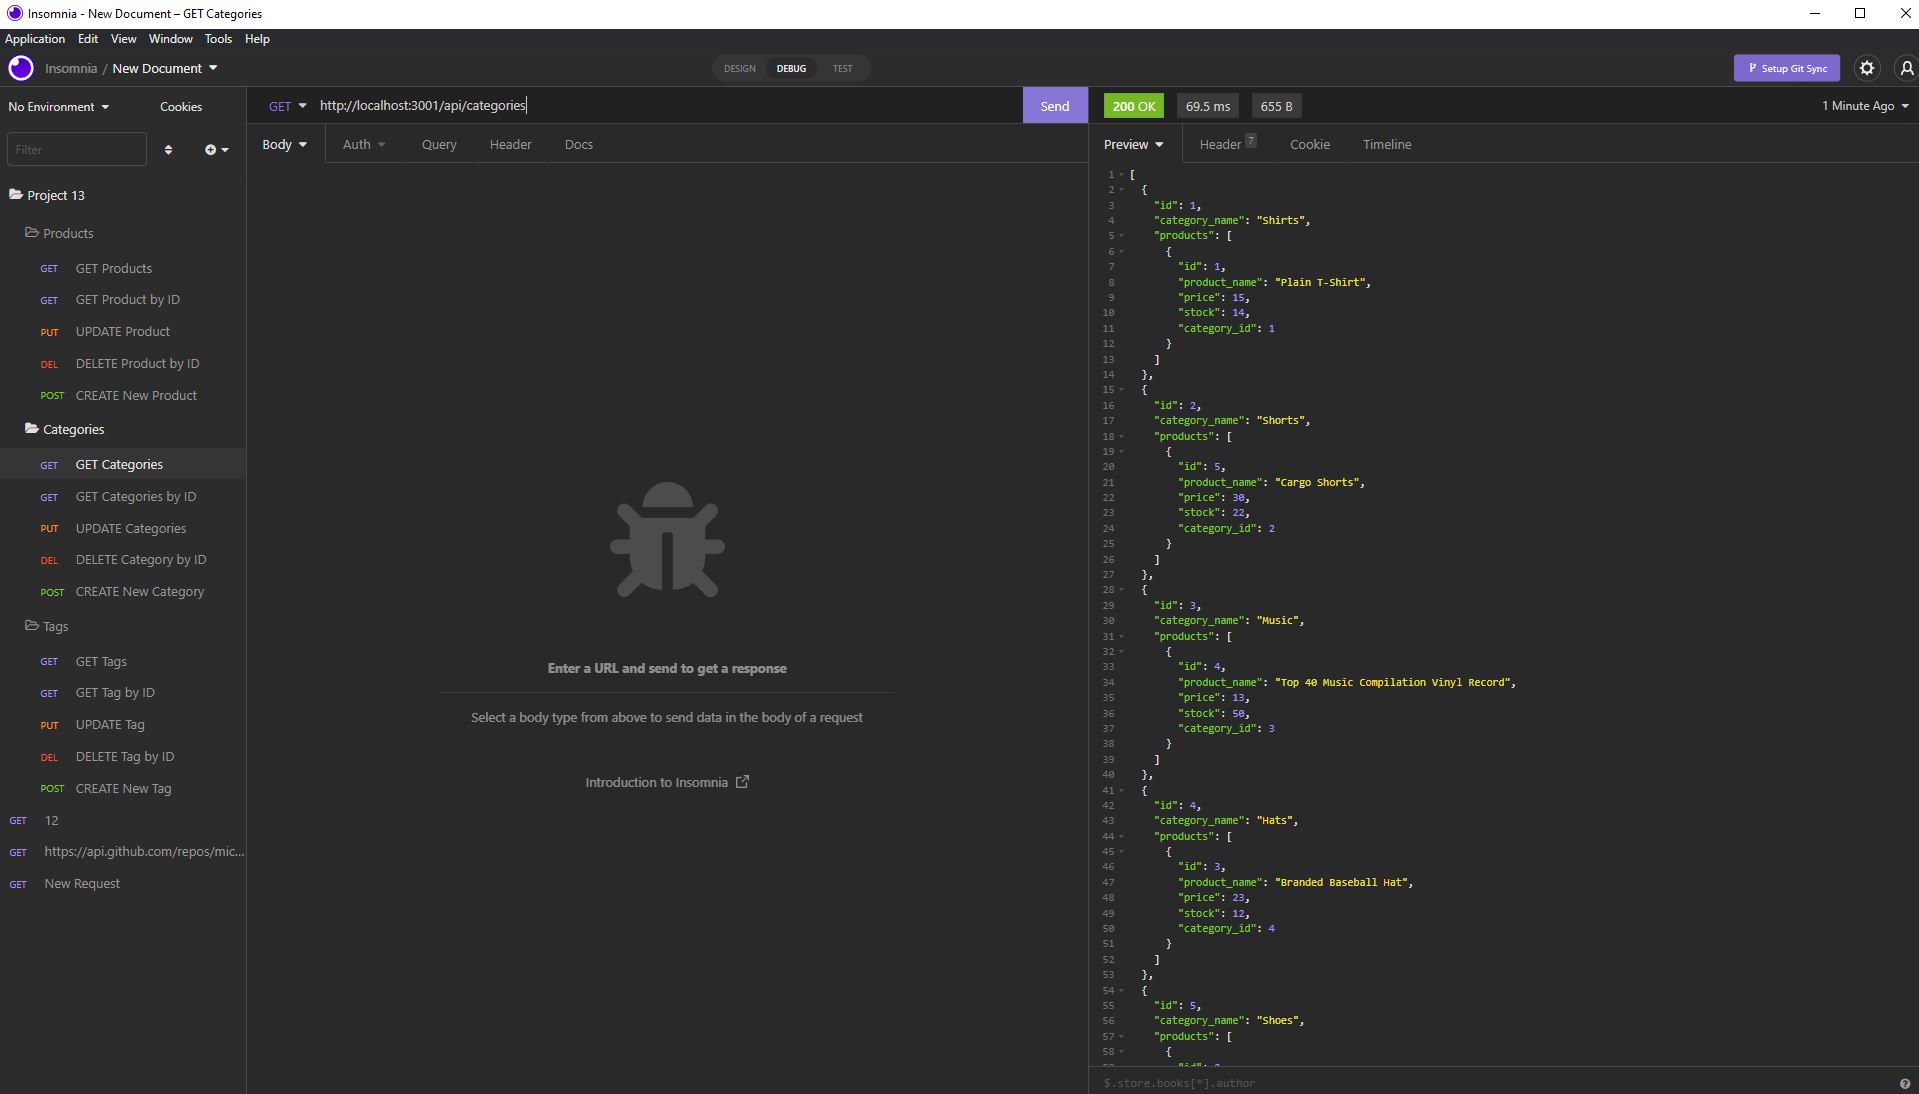 Insomnia - New Document – GET Categories
Application Edit View Window Tools Help
Insomnia / New Document
DESIGN DEBUG TEST
Setup Git Sync
No Environment Cookies
Filter
Project 13
Products
GET GET Products
GET GET Product by ID
PUT UPDATE Product
DEL DELETE Product by ID
POST CREATE New Product
Categories
GET GET Categories
GET GET Categories by ID
PUT UPDATE Categories
DEL DELETE Category by ID
POST CREATE New Category
Tags
GET GET Tags
GET GET Tag by ID
PUT UPDATE Tag
DEL DELETE Tag by ID
POST CREATE New Tag
GET 12
GET https://api.github.com/repos/mic...
GET New Request
GET http://localhost:3001/api/categories Send
Body Auth Query Header Docs
Enter a URL and send to get a response
Select a body type from above to send data in the body of a request
Introduction to Insomnia
200 OK 69.5 ms 655 B 1 Minute Ago
Preview Header 7 Cookie Timeline
1 [
2 {
3 "id": 1,
4 "category_name": "Shirts",
5 "products": [
6 {
7 "id": 1,
8 "product_name": "Plain T-Shirt",
9 "price": 15,
10 "stock": 14,
11 "category_id": 1
12 }
13 ]
14 },
15 {
16 "id": 2,
17 "category_name": "Shorts",
18 "products": [
19 {
20 "id": 5,
21 "product_name": "Cargo Shorts",
22 "price": 30,
23 "stock": 22,
24 "category_id": 2
25 }
26 ]
27 },
28 {
29 "id": 3,
30 "category_name": "Music",
31 "products": [
32 {
33 "id": 4,
34 "product_name": "Top 40 Music Compilation Vinyl Record",
35 "price": 13,
36 "stock": 50,
37 "category_id": 3
38 }
39 ]
40 },
41 {
42 "id": 4,
43 "category_name": "Hats",
44 "products": [
45 {
46 "id": 3,
47 "product_name": "Branded Baseball Hat",
48 "price": 23,
49 "stock": 12,
50 "category_id": 4
51 }
52 ]
53 },
54 {
55 "id": 5,
56 "category_name": "Shoes",
57 "products": [
58 {
$.store.books[*].author